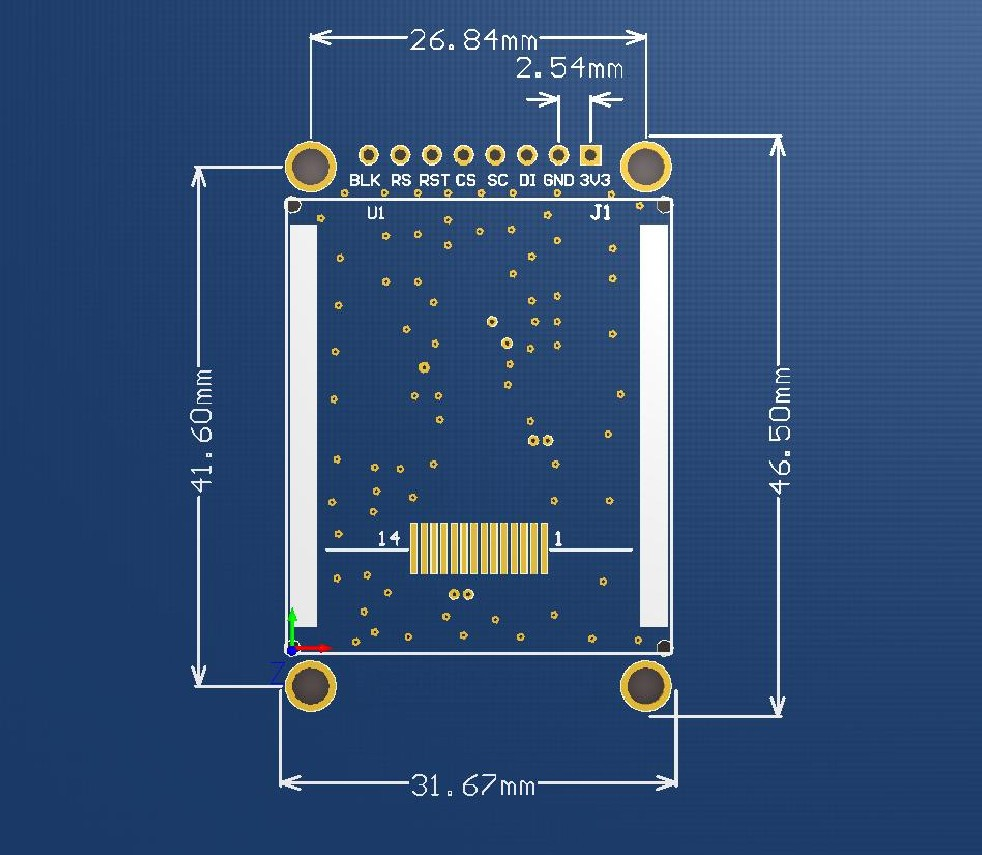 26.84mm
2.54mm
BLK RS RST CS SC DI GND 3V3
U1 J1
41.60mm
46.50mm
14 1
Z
31.67mm